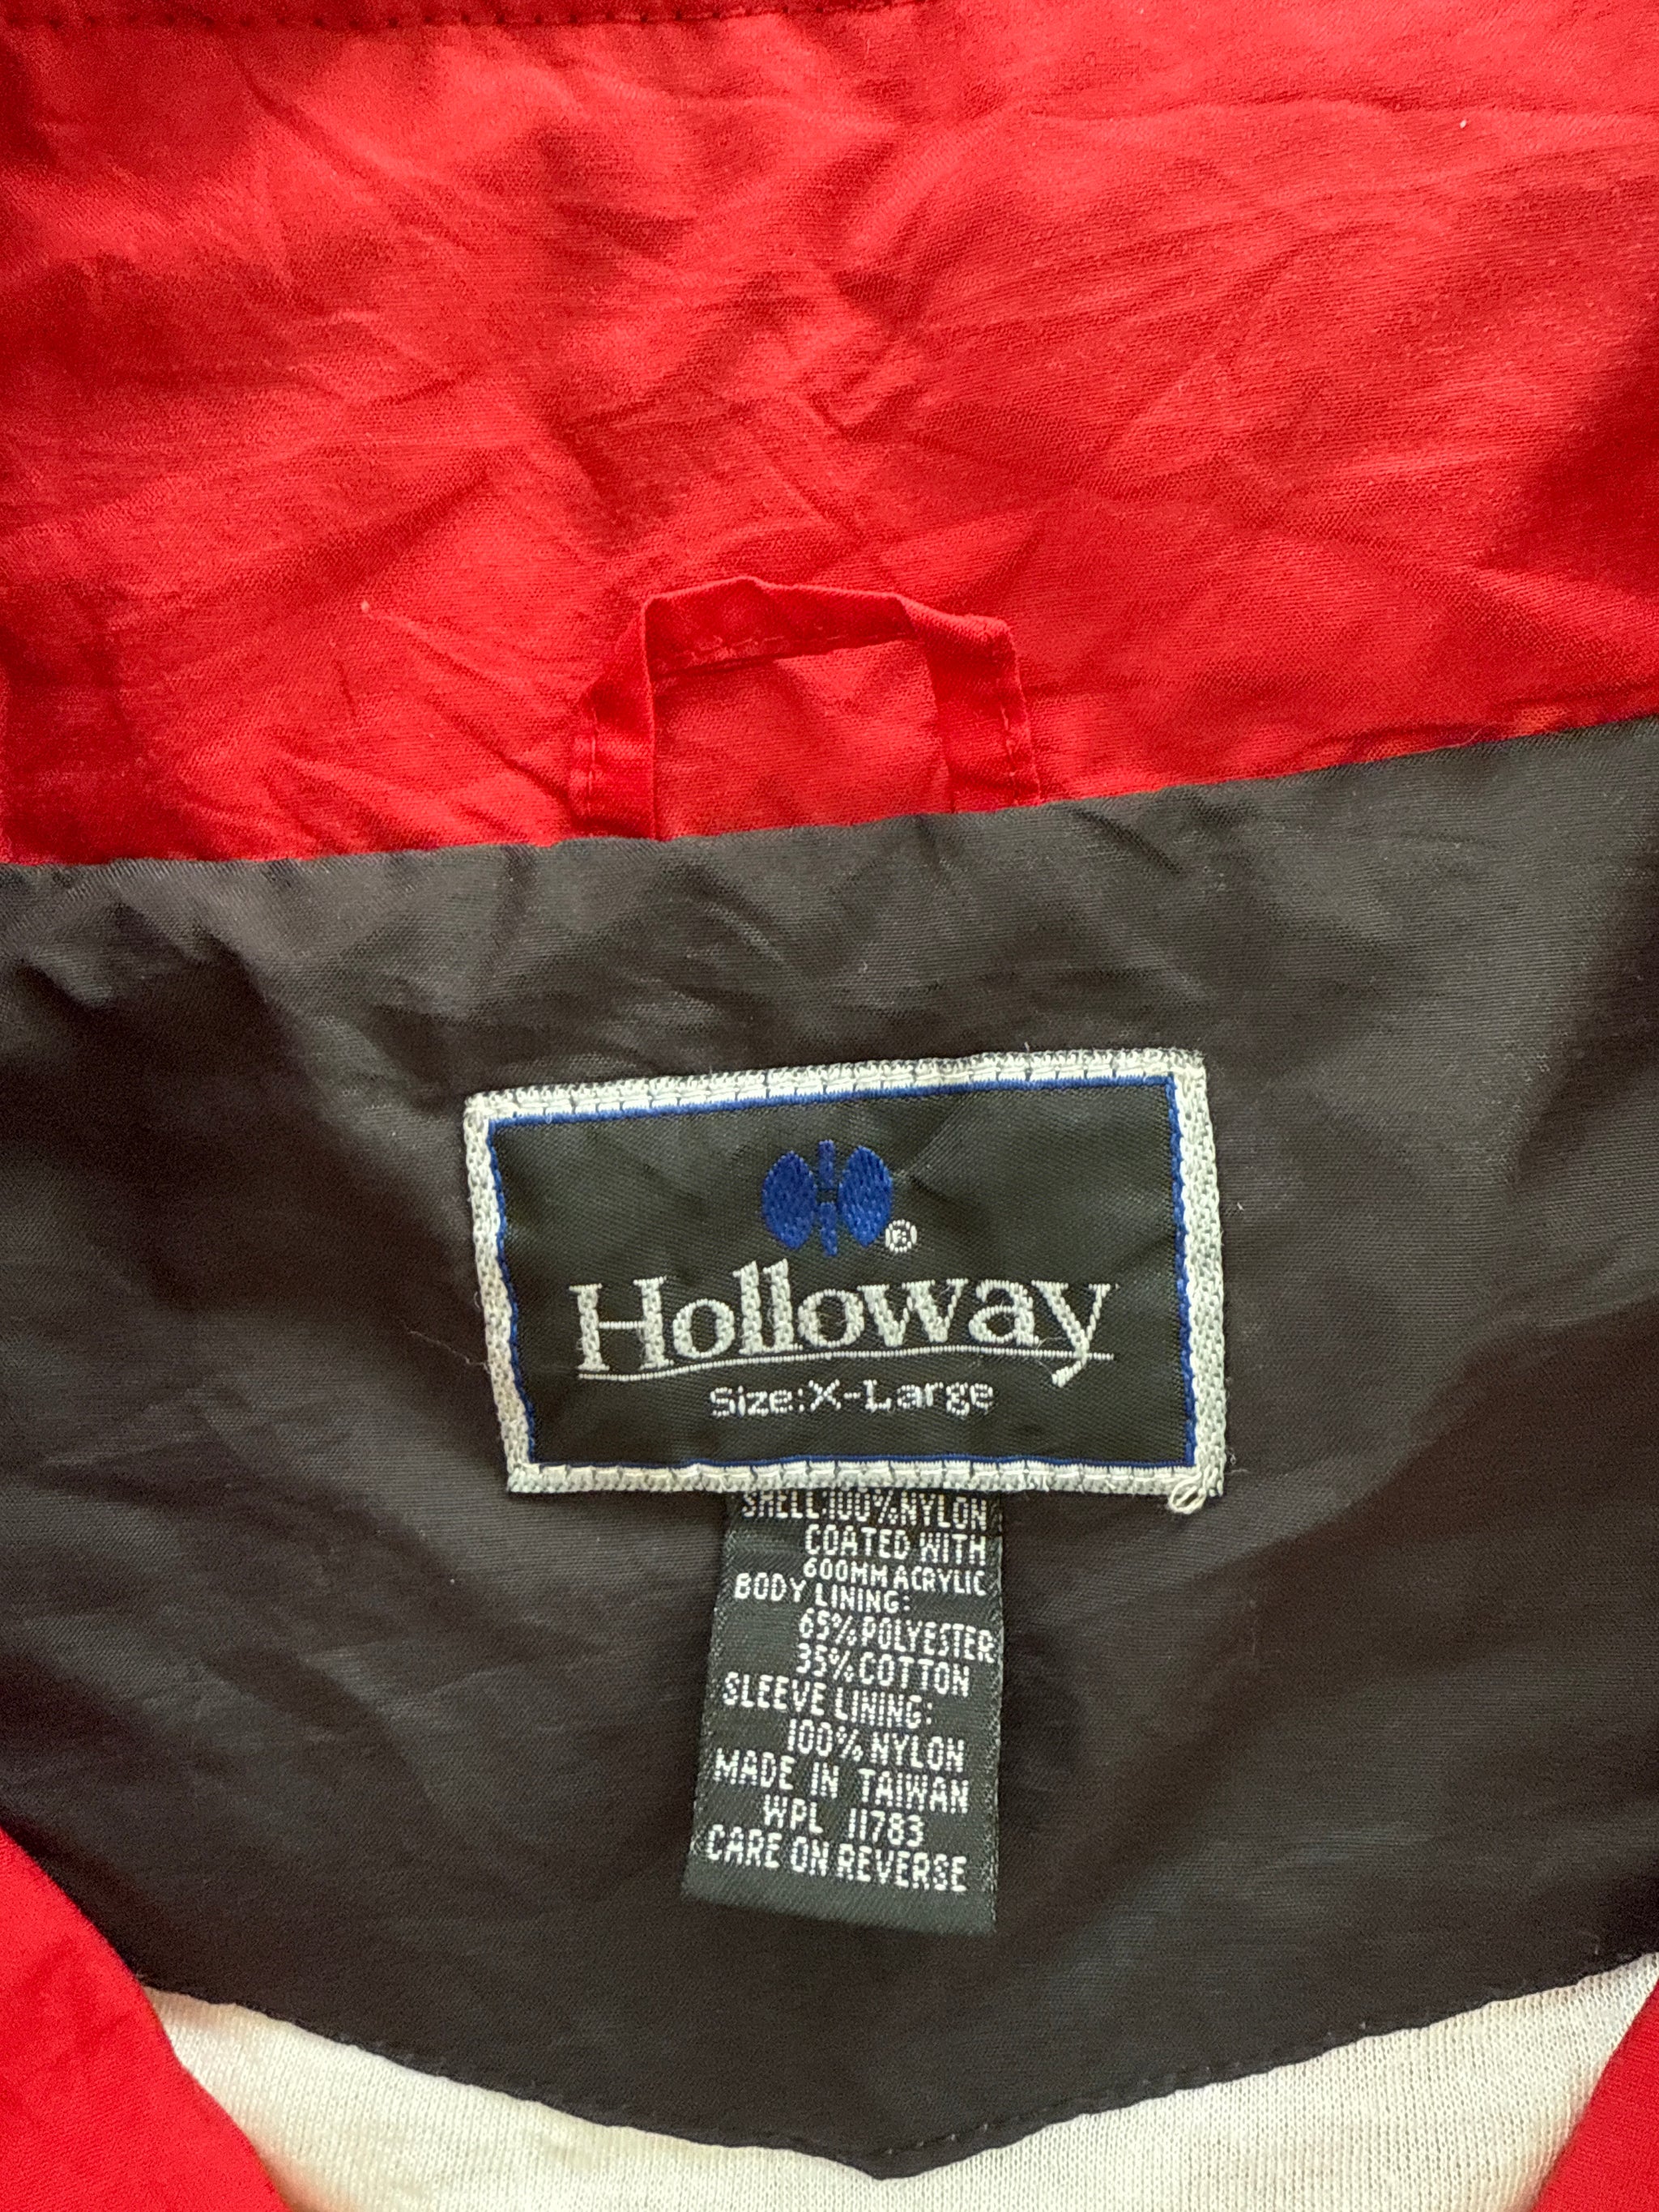 ®
Holloway
Size:X-Large
SHELL:100%NYLON
COATED WITH
600MM ACRYLIC
BODY LINING:
65%POLYESTER
35%COTTON
SLEEVE LINING:
100%NYLON
MADE IN TAIWAN
WPL 11783
CARE ON REVERSE